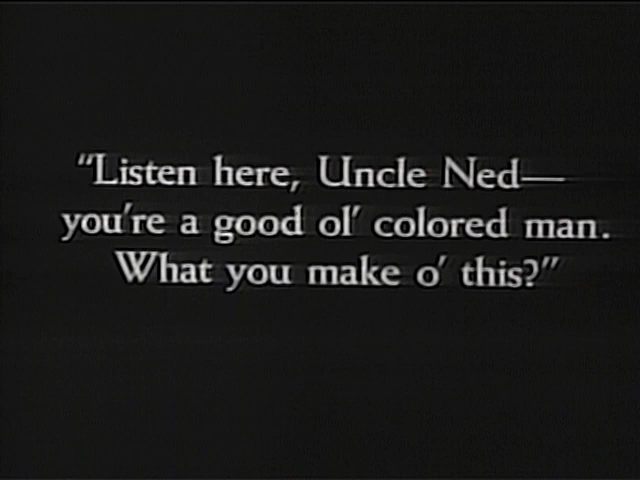 “Listen here, Uncle Ned—
you’re a good ol’ colored man.
What you make o’ this?”